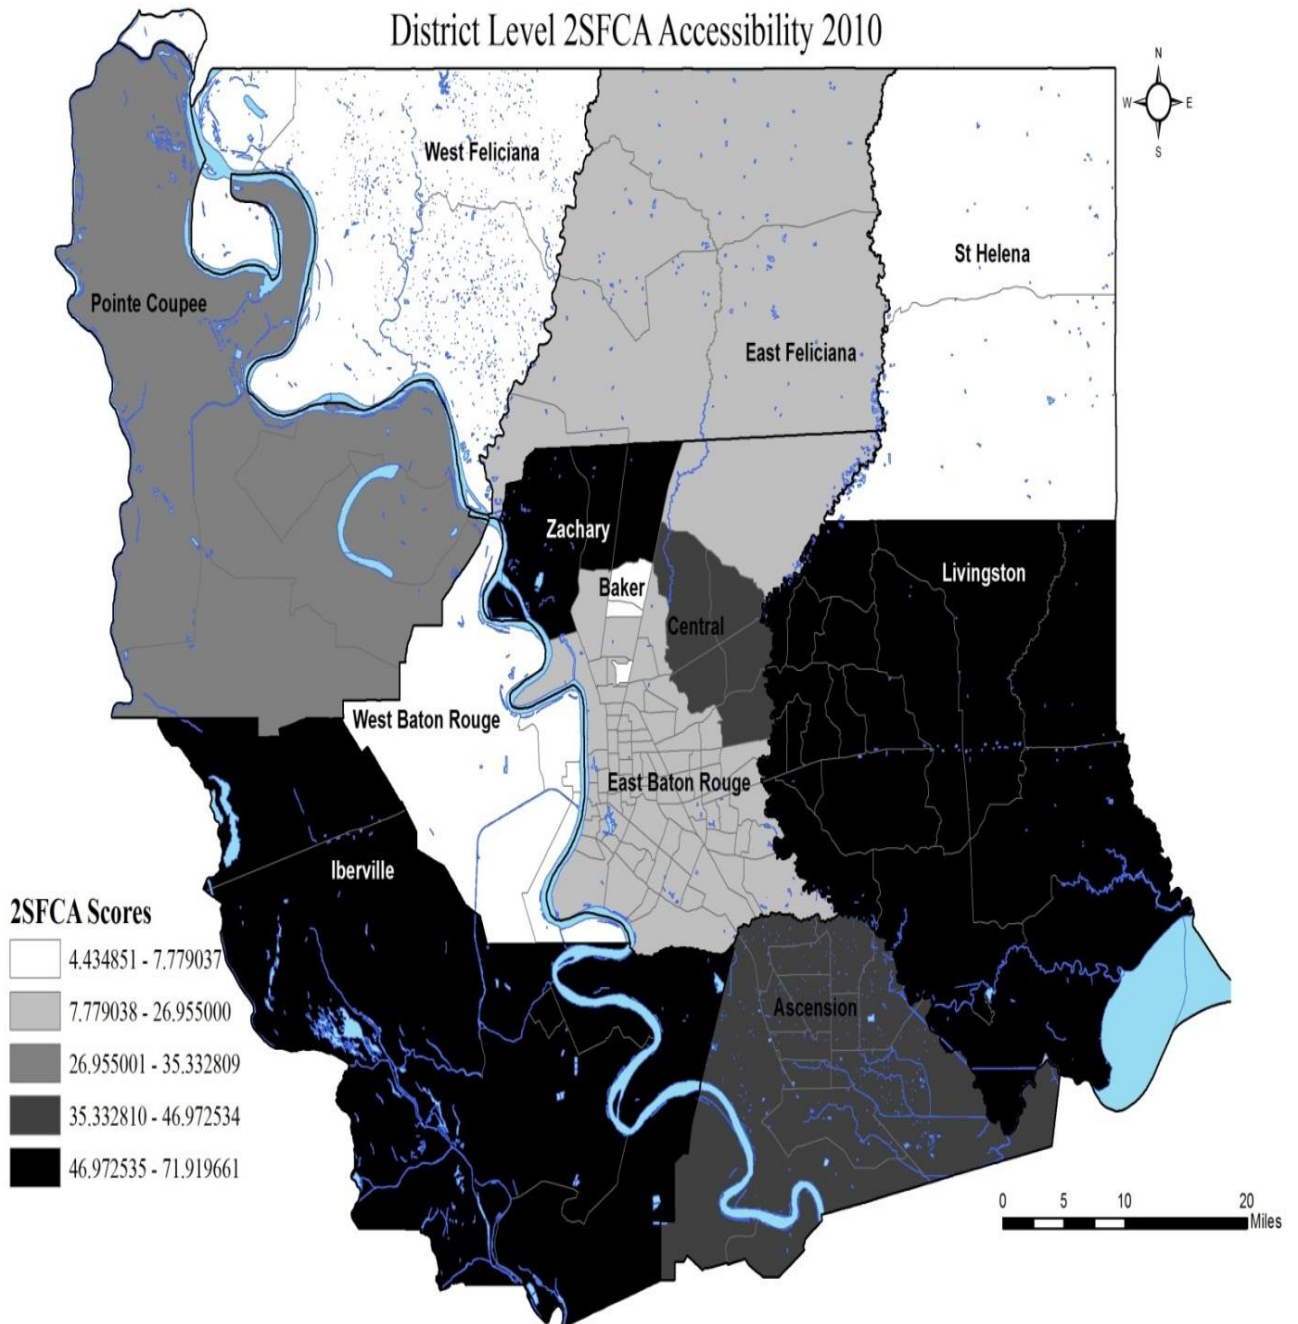 District Level 2SFCA Accessibility 2010
N
W E
S
West Feliciana
St Helena
Pointe Coupee
East Feliciana
Zachary
Livingston
Baker
Central
West Baton Rouge
East Baton Rouge
Iberville
Ascension
2SFCA Scores
4.434851 - 7.779037
7.779038 - 26.955000
26.955001 - 35.332809
35.332810 - 46.972534
46.972535 - 71.919661
0 5 10 20
Miles